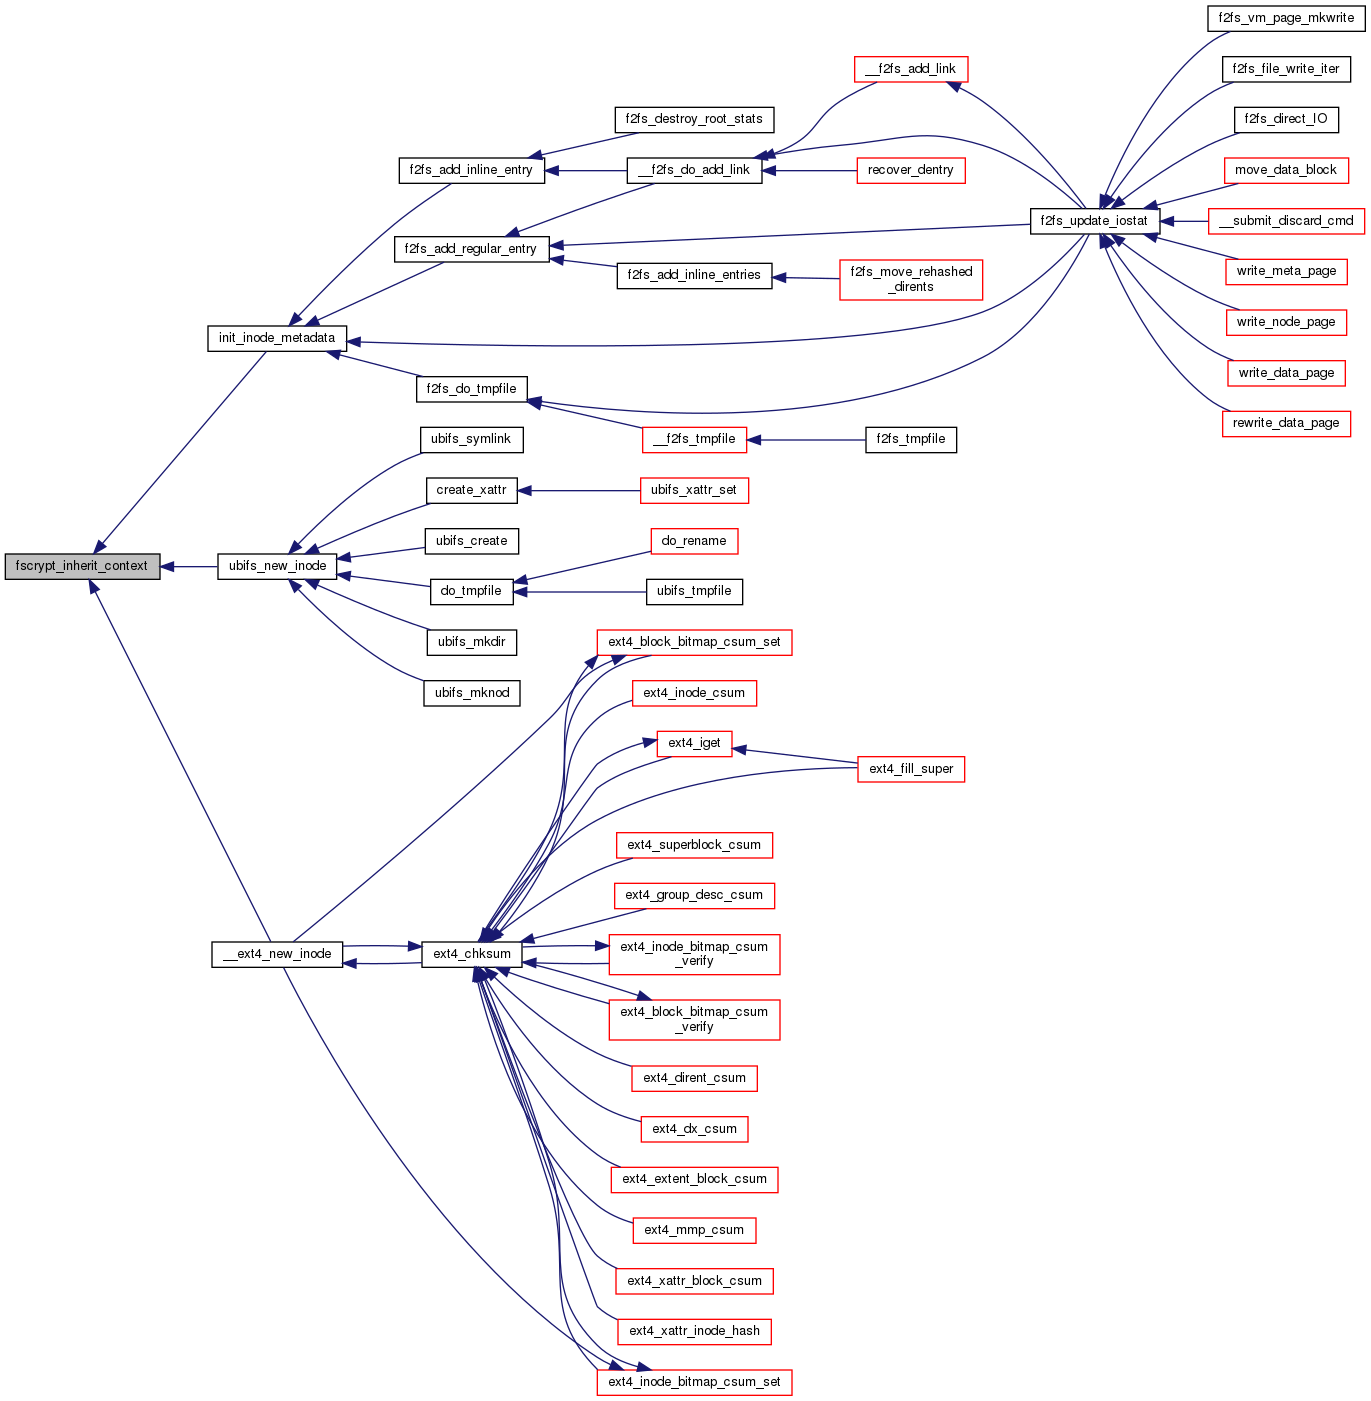 f2fs_vm_page_mkwrite
__f2fs_add_link
f2fs_file_write_iter
f2fs_destroy_root_stats
f2fs_direct_IO
f2fs_add_inline_entry
__f2fs_do_add_link
recover_dentry
move_data_block
f2fs_update_iostat
__submit_discard_cmd
f2fs_add_regular_entry
f2fs_add_inline_entries
f2fs_move_rehashed
_dirents
write_meta_page
init_inode_metadata
write_node_page
f2fs_do_tmpfile
write_data_page
rewrite_data_page
ubifs_symlink
__f2fs_tmpfile
f2fs_tmpfile
create_xattr
ubifs_xattr_set
ubifs_create
do_rename
fscrypt_inherit_context
ubifs_new_inode
do_tmpfile
ubifs_tmpfile
ubifs_mkdir
ext4_block_bitmap_csum_set
ubifs_mknod
ext4_inode_csum
ext4_iget
ext4_fill_super
ext4_superblock_csum
ext4_group_desc_csum
__ext4_new_inode
ext4_chksum
ext4_inode_bitmap_csum
_verify
ext4_block_bitmap_csum
_verify
ext4_dirent_csum
ext4_dx_csum
ext4_extent_block_csum
ext4_mmp_csum
ext4_xattr_block_csum
ext4_xattr_inode_hash
ext4_inode_bitmap_csum_set